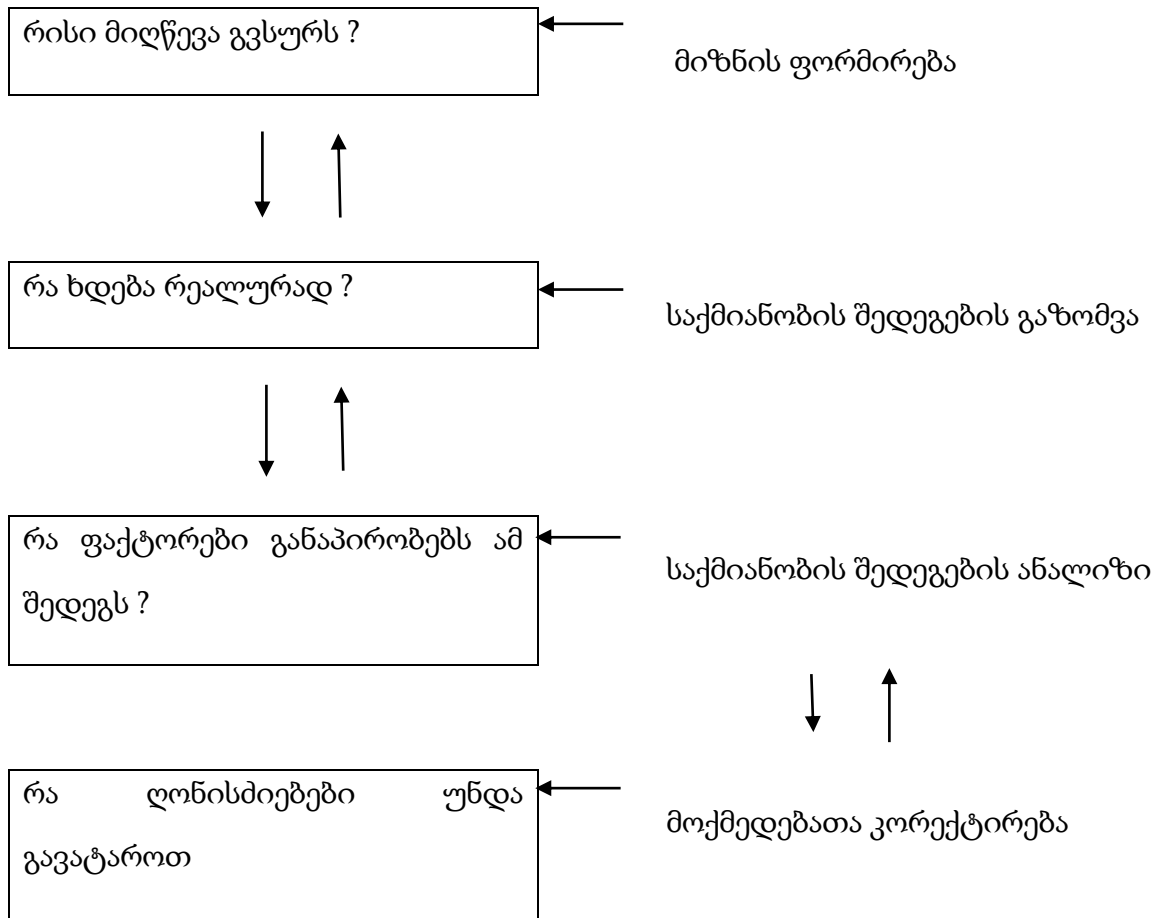 რისი მიღწევა გვსურს ?
მიზნის ფორმირება
რა ხდება რეალურად ?
საქმიანობის შედეგების გაზომვა
რა ფაქტორები განაპირობებს ამ
შედეგს ?
საქმიანობის შედეგების ანალიზი
რა ღონისძიებები უნდა
გავატაროთ
მოქმედებათა კორექტირება